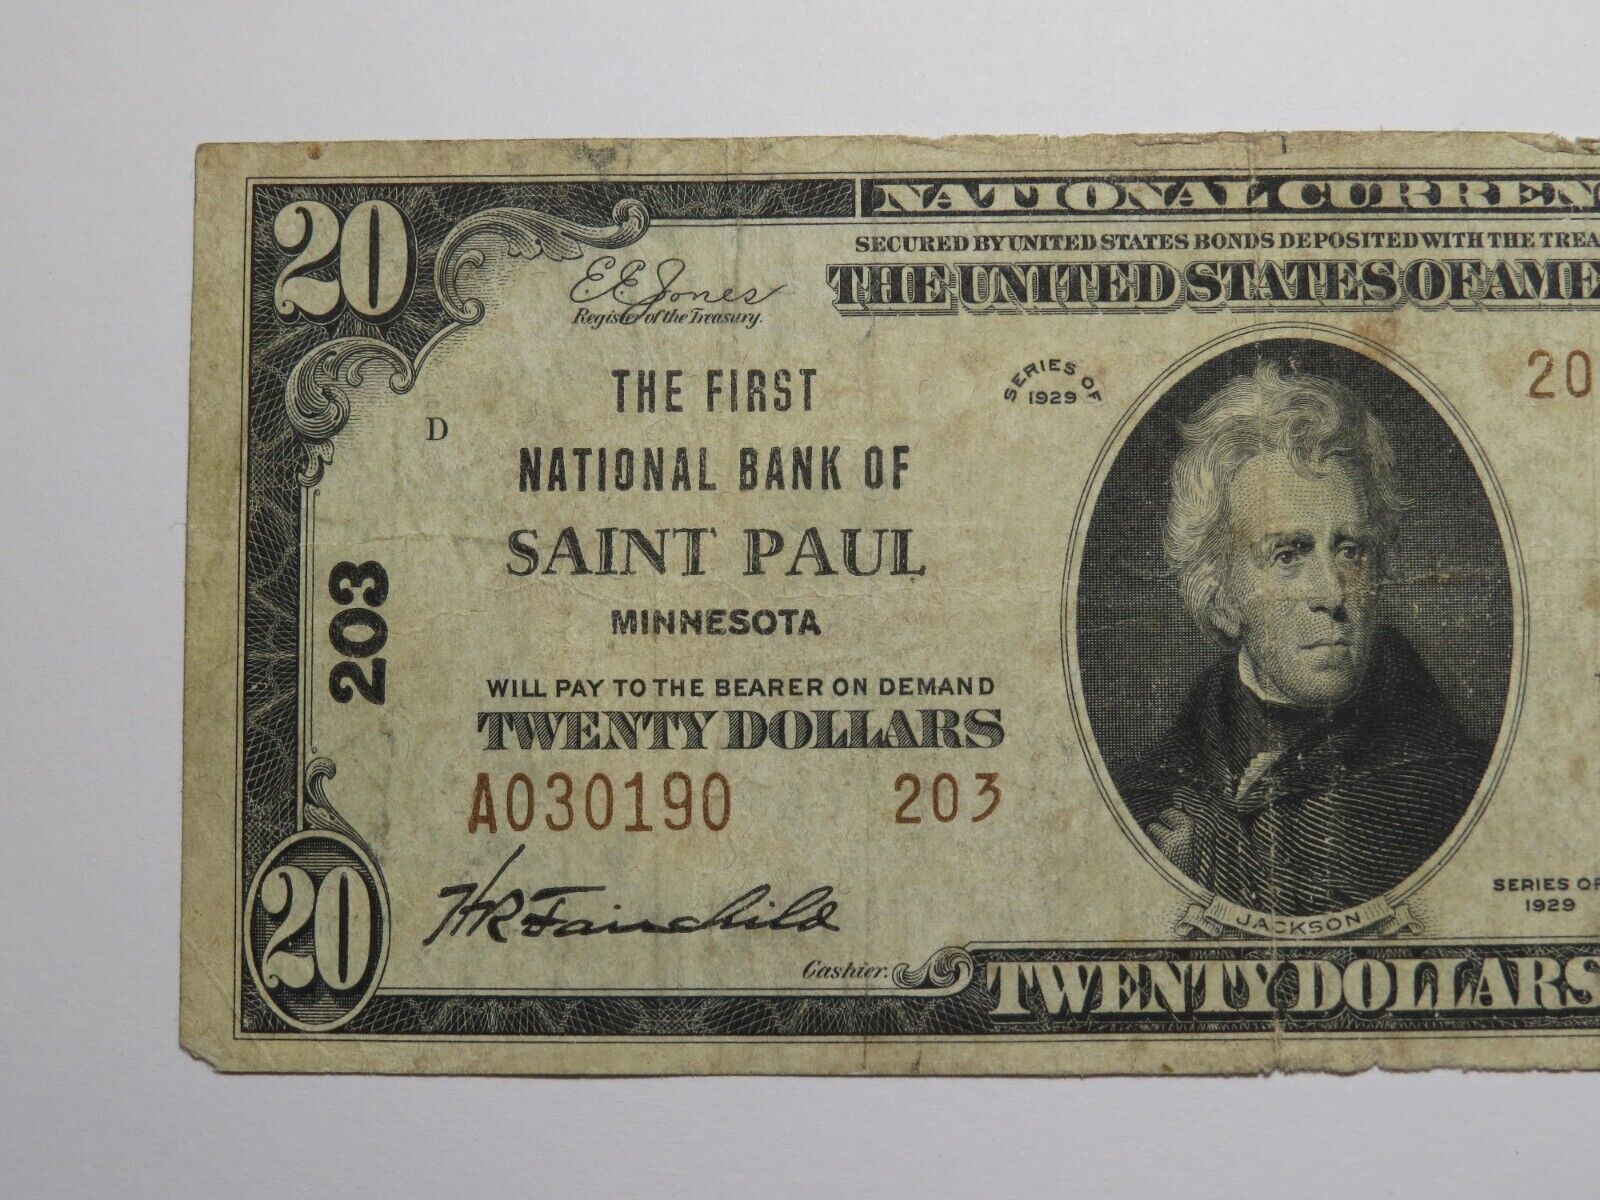 20
NATIONAL CURREN
SECURED BY UNITED STATES BONDS DEPOSITED WITH THE TREA
THE UNITED STATES OF AME
E.E. Jones
Register of the Treasury.
THE FIRST
NATIONAL BANK OF
SAINT PAUL
MINNESOTA
D
203
SERIES OF
1929
20
WILL PAY TO THE BEARER ON DEMAND
TWENTY DOLLARS
A030190 203
H R Fairchild
Cashier.
20
JACKSON
SERIES OF
1929
TWENTY DOLLARS